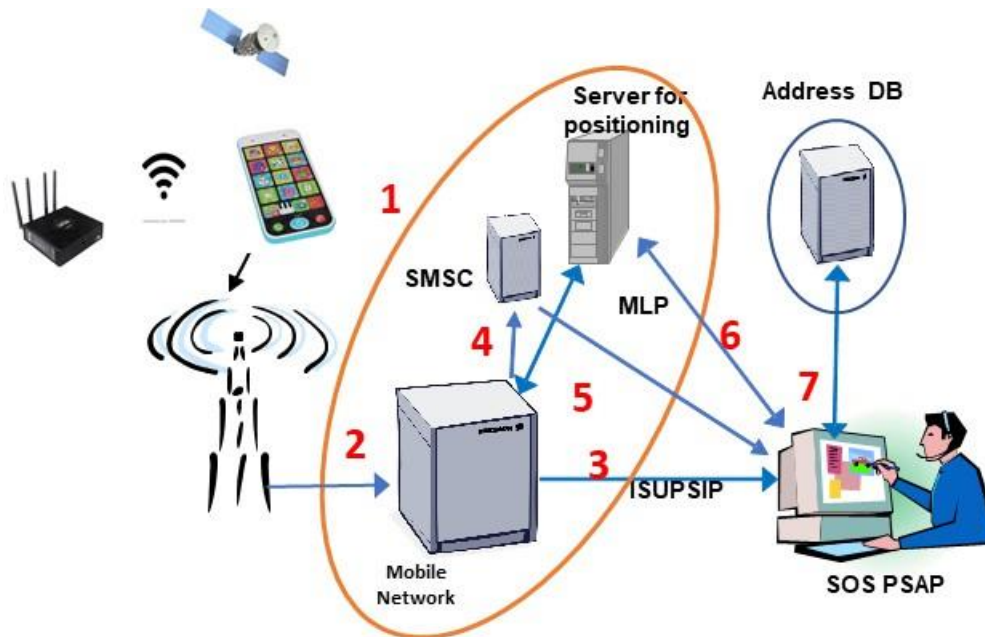 Server for
positioning
Address DB
1
SMSC
MLP
4
6
5
7
2
3
ISUPSIP
Mobile
Network
SOS PSAP